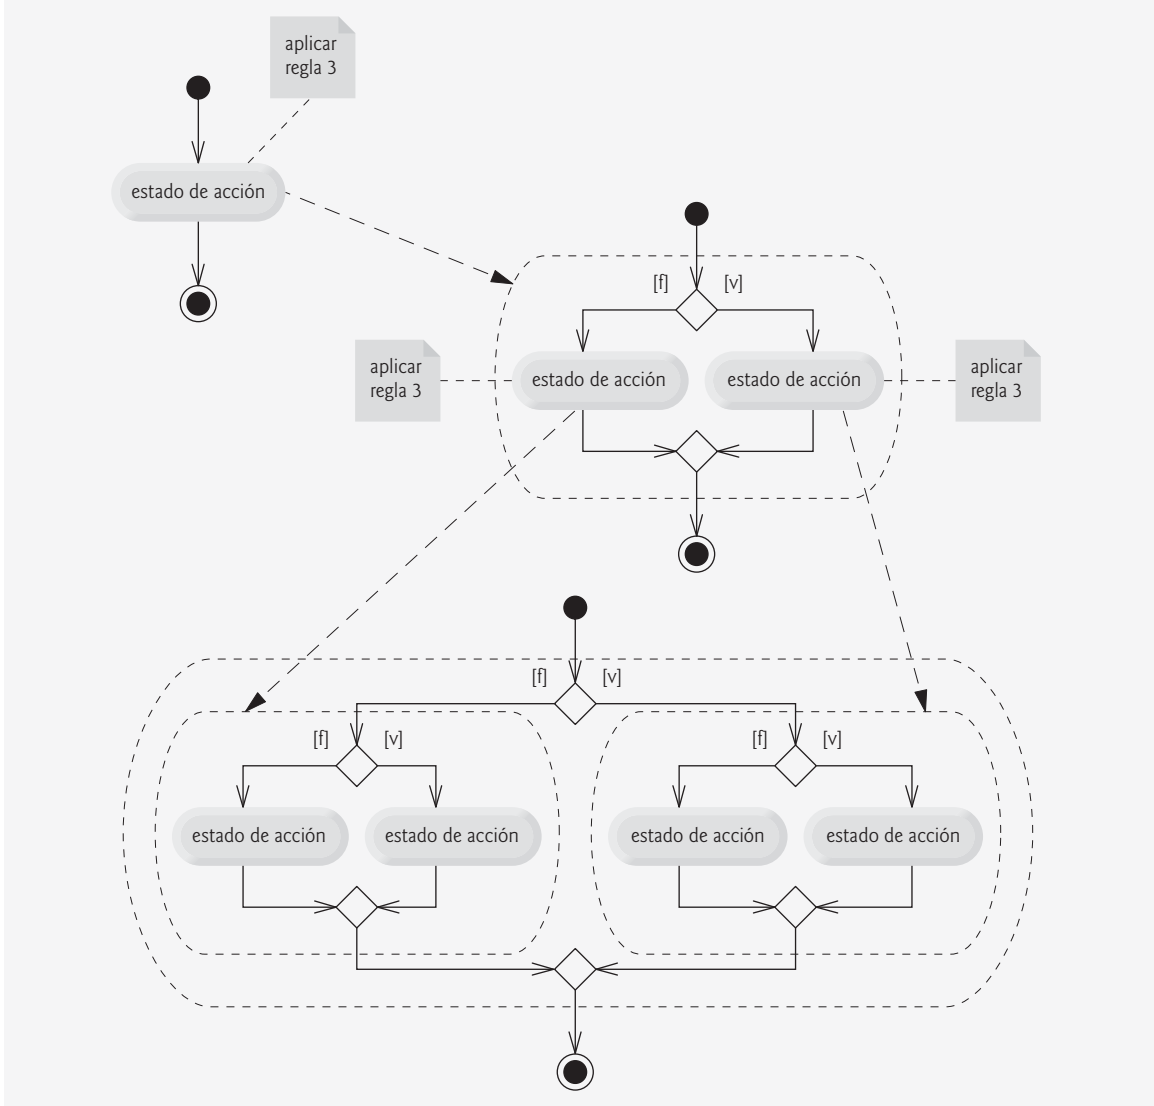 aplicar
regla 3
estado de acción
[f] [v]
aplicar
regla 3
estado de acción
estado de acción
aplicar
regla 3
[f] [v]
[f] [v]
[f] [v]
estado de acción
estado de acción
estado de acción
estado de acción